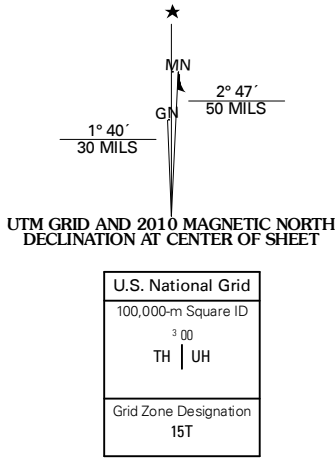 ★
MN
GN
2° 47´
50 MILS
1° 40´
30 MILS
UTM GRID AND 2010 MAGNETIC NORTH
DECLINATION AT CENTER OF SHEET
U.S. National Grid
100,000-m Square ID
3 00
TH | UH
Grid Zone Designation
15T